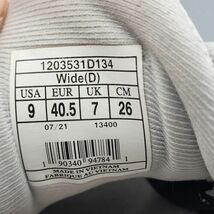 1203531D134
Wide(D)
USA EUR UK CM
9 40.5 7 26
07/21 13400
1 90340 94784 1
MADE IN VIETNAM
FABRIQUE AU VIETNAM